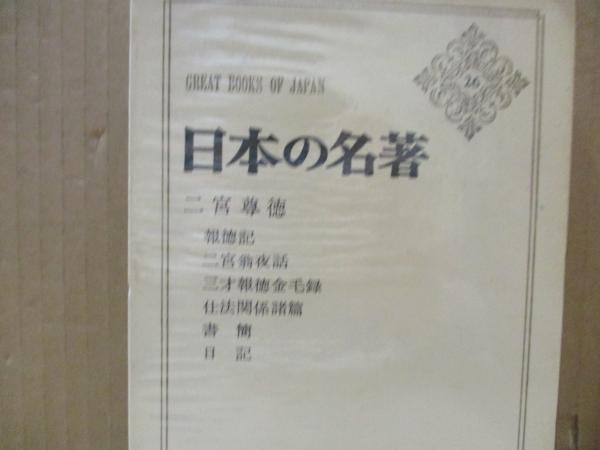 GREAT BOOKS OF JAPAN
26
日本の名著
二宮尊徳
報徳記
二宮翁夜話
三才報徳金毛録
仕法関係諸篇
書簡
日記